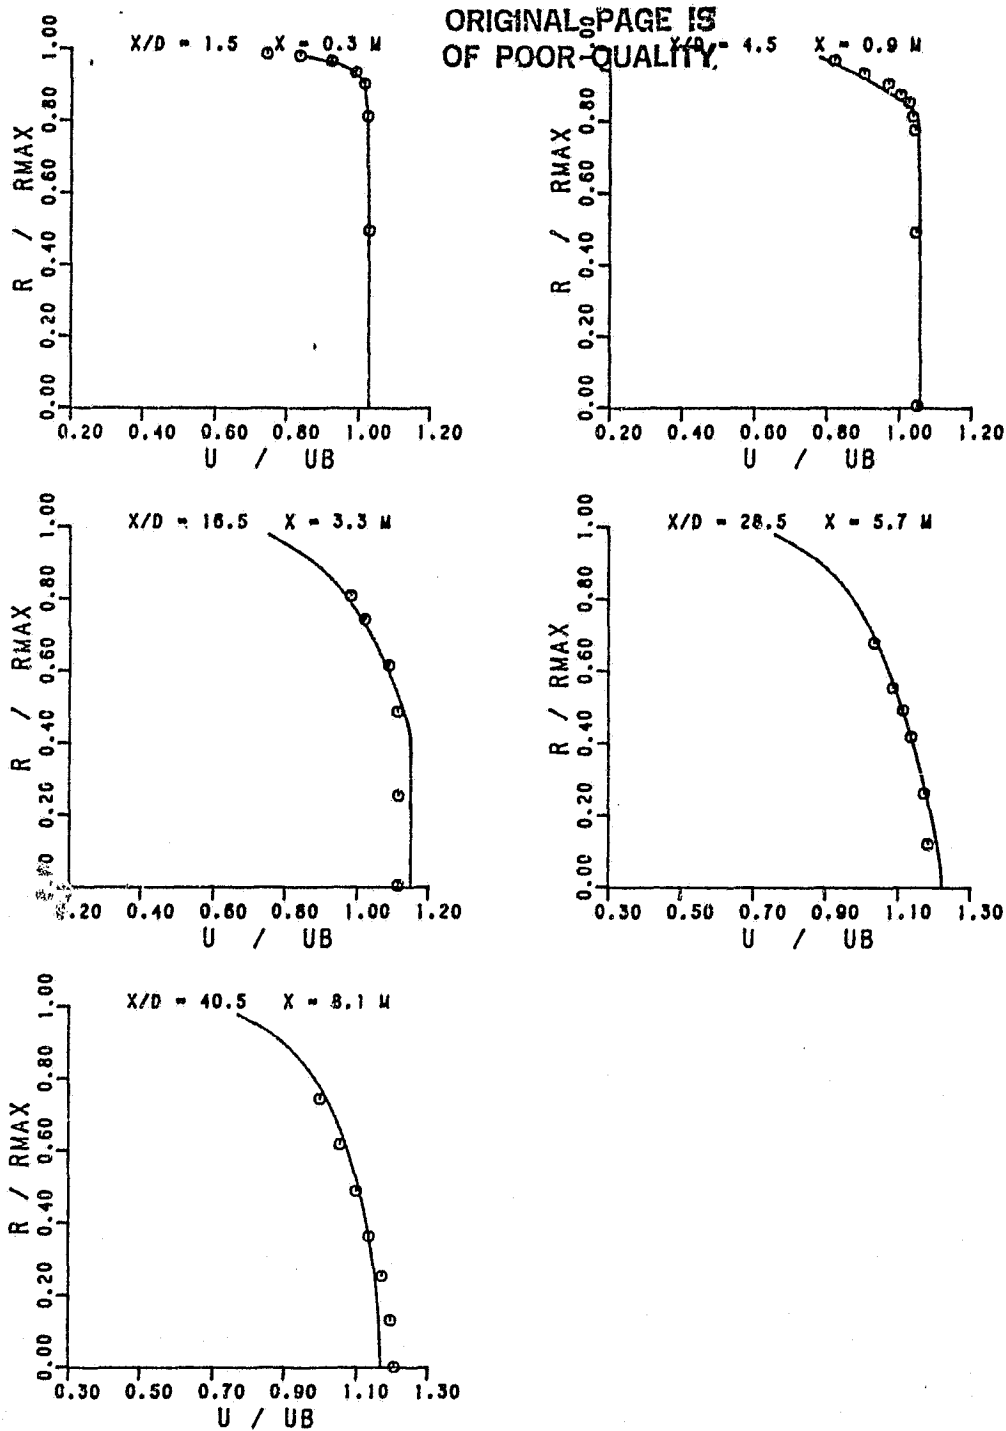 ORIGINAL PAGE IS
OF POOR QUALITY
X/D = 1.5 X = 0.3 M
R / RMAX
1.00
0.80
0.60
0.40
0.20
0.00
0.20 0.40 0.60 0.80 1.00 1.20
U / UB
X/D = 4.5 X = 0.9 M
R / RMAX
1.00
0.80
0.60
0.40
0.20
0.00
0.20 0.40 0.60 0.80 1.00 1.20
U / UB
X/D = 16.5 X = 3.3 M
R / RMAX
1.00
0.80
0.60
0.40
0.20
0.20 0.40 0.60 0.80 1.00 1.20
U / UB
X/D = 28.5 X = 5.7 M
R / RMAX
1.00
0.80
0.60
0.40
0.20
0.00
0.30 0.50 0.70 0.90 1.10 1.30
U / UB
X/D = 40.5 X = 8.1 M
R / RMAX
1.00
0.80
0.60
0.40
0.20
0.00
0.30 0.50 0.70 0.90 1.10 1.30
U / UB